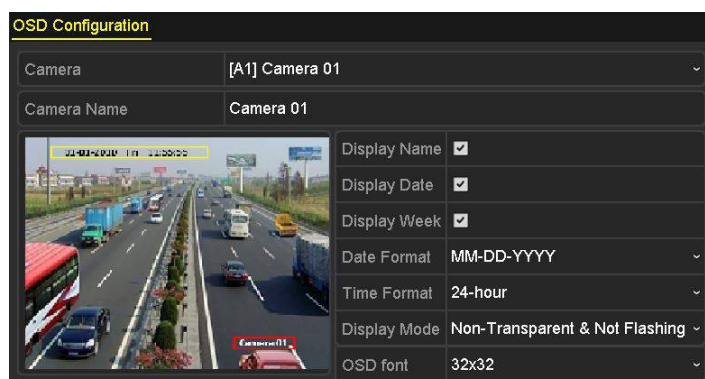 OSD Configuration
Camera [A1] Camera 01
Camera Name Camera 01
Display Name
Display Date
Display Week
Date Format MM-DD-YYYY
Time Format 24-hour
Display Mode Non-Transparent & Not Flashing
OSD font 32x32
Camera01